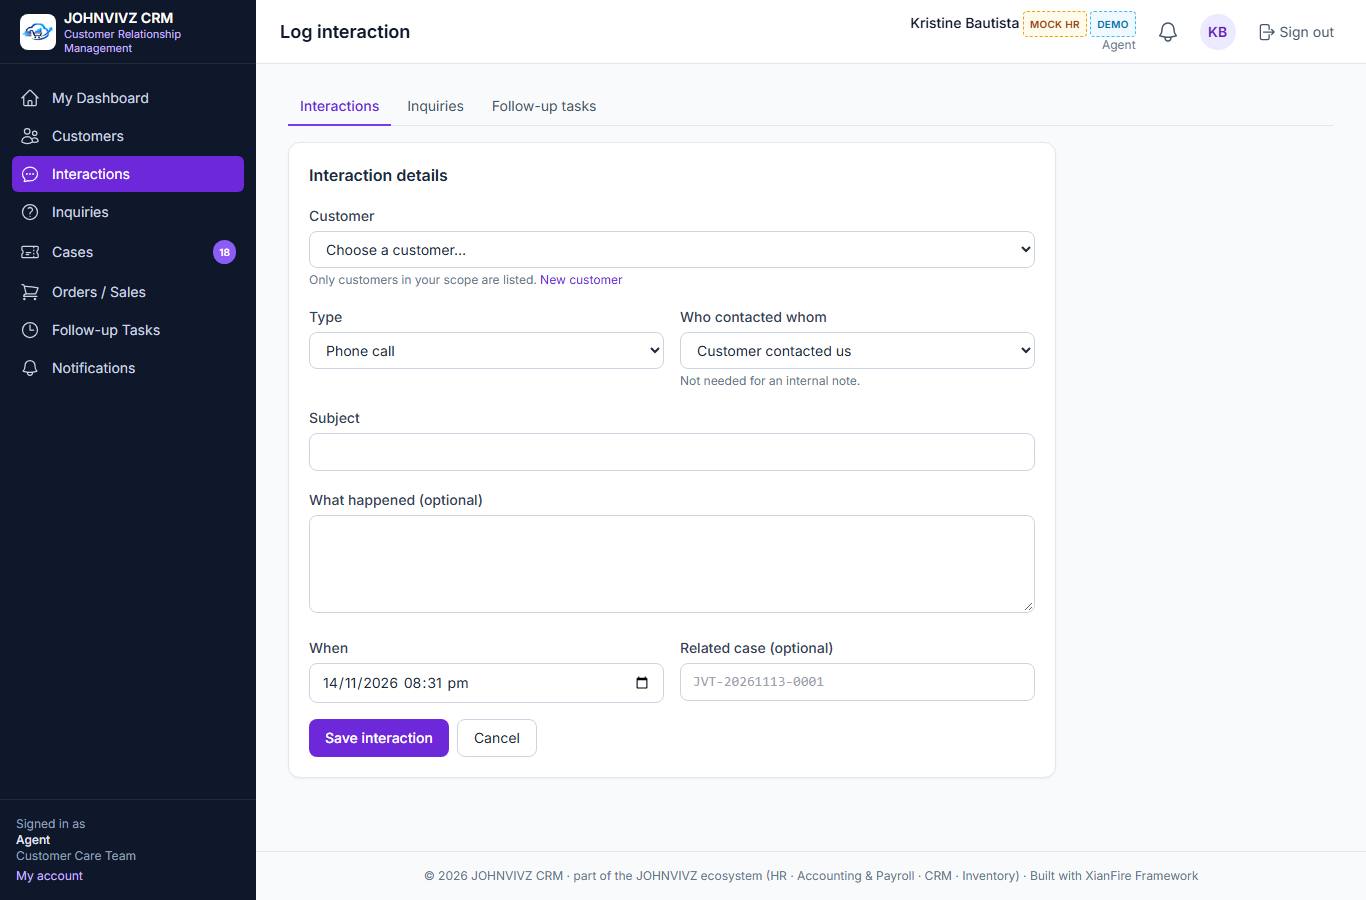 JOHNVIVZ CRM
Customer Relationship
Management
My Dashboard
Customers
Interactions
Inquiries
Cases 18
Orders / Sales
Follow-up Tasks
Notifications
Signed in as
Agent
Customer Care Team
My account
Log interaction
Kristine Bautista MOCK HR DEMO
Agent
KB
Sign out
Interactions Inquiries Follow-up tasks
Interaction details
Customer
Choose a customer...
Only customers in your scope are listed. New customer
Type Who contacted whom
Phone call Customer contacted us
Not needed for an internal note.
Subject
What happened (optional)
When Related case (optional)
14/11/2026 08:31 pm JVT-20261113-0001
Save interaction Cancel
© 2026 JOHNVIVZ CRM · part of the JOHNVIVZ ecosystem (HR · Accounting & Payroll · CRM · Inventory) · Built with XianFire Framework